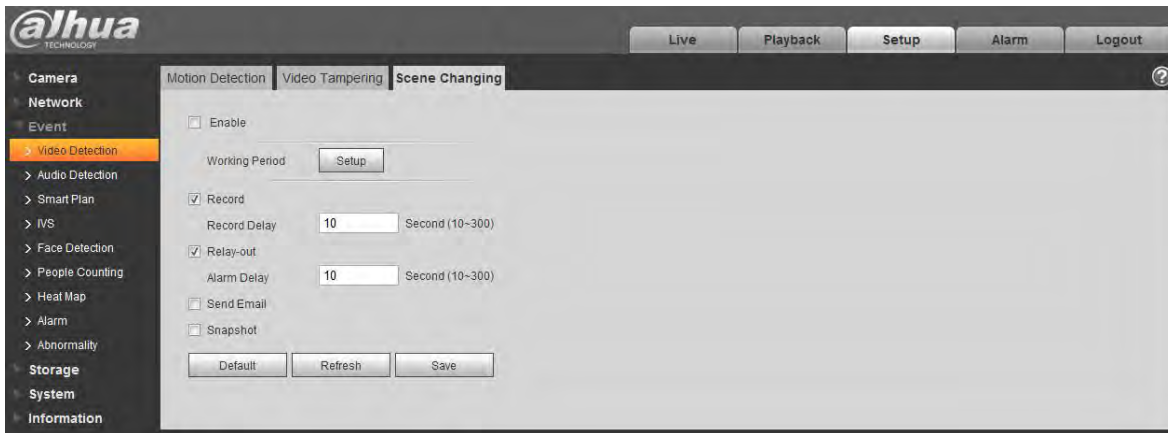 alhua
TECHNOLOGY
Live Playback Setup Alarm Logout
Camera
Network
Event
> Video Detection
> Audio Detection
> Smart Plan
> IVS
> Face Detection
> People Counting
> Heat Map
> Alarm
> Abnormality
Storage
System
Information
Motion Detection Video Tampering Scene Changing
?
Enable
Working Period Setup
Record
Record Delay 10 Second (10~300)
Relay-out
Alarm Delay 10 Second (10~300)
Send Email
Snapshot
Default Refresh Save